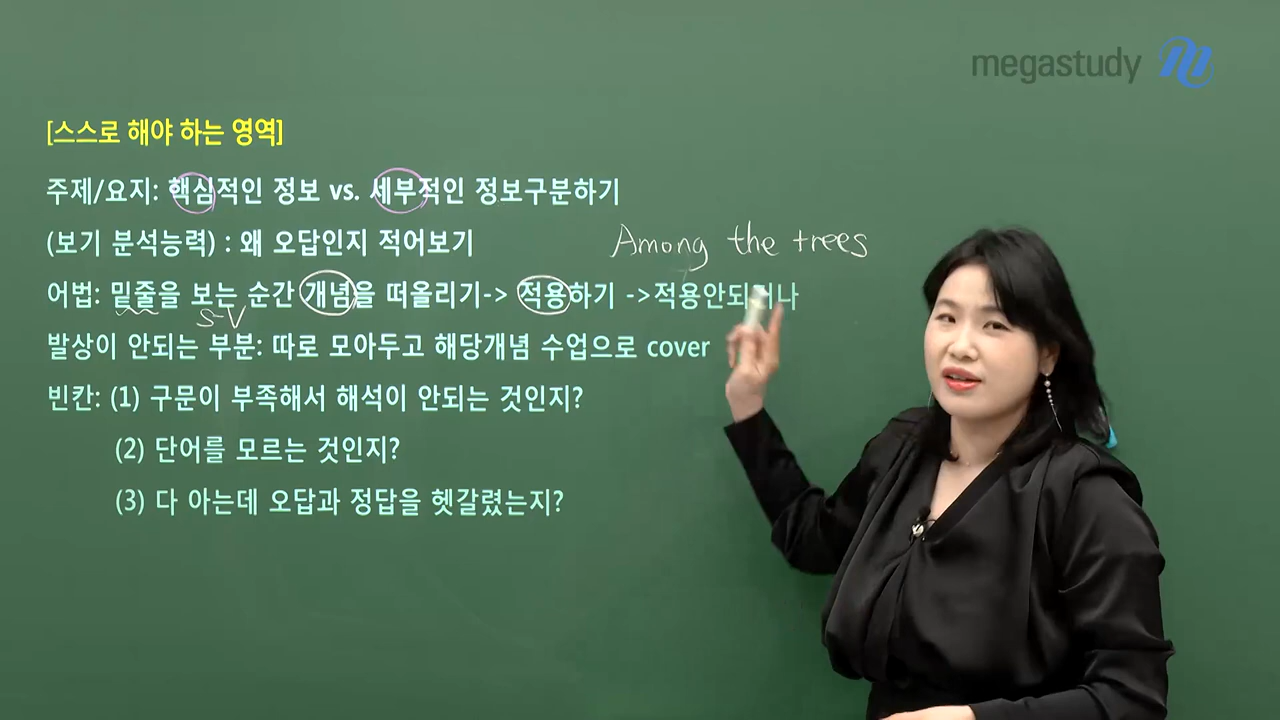 megastudy
[스스로 해야 하는 영역]
주제/요지: 핵심적인 정보 vs. 세부적인 정보구분하기
(보기 분석능력) : 왜 오답인지 적어보기
Among the trees
어법: 밑줄을 보는 순간 개념을 떠올리기-> 적용하기 ->적용안되거나
S-V
발상이 안되는 부분: 따로 모아두고 해당개념 수업으로 cover
빈칸: (1) 구문이 부족해서 해석이 안되는 것인지?
(2) 단어를 모르는 것인지?
(3) 다 아는데 오답과 정답을 헷갈렸는지?